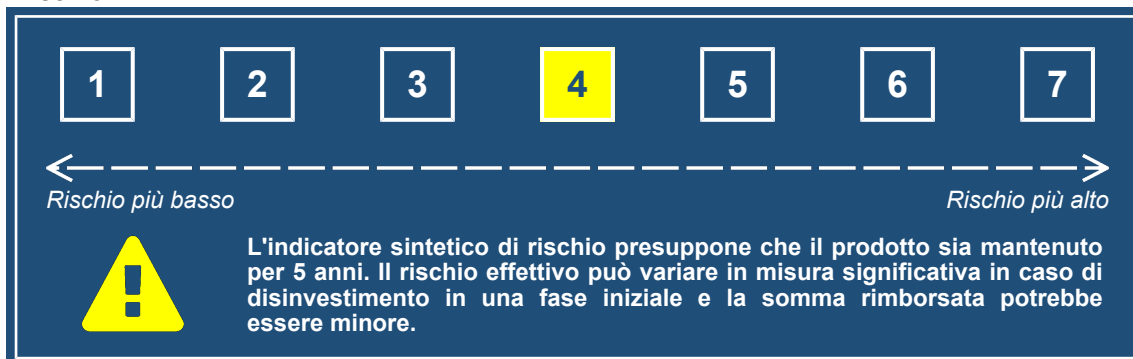 1 2 3 4 5 6 7
Rischio più basso Rischio più alto
L'indicatore sintetico di rischio presuppone che il prodotto sia mantenuto
per 5 anni. Il rischio effettivo può variare in misura significativa in caso di
disinvestimento in una fase iniziale e la somma rimborsata potrebbe
essere minore.